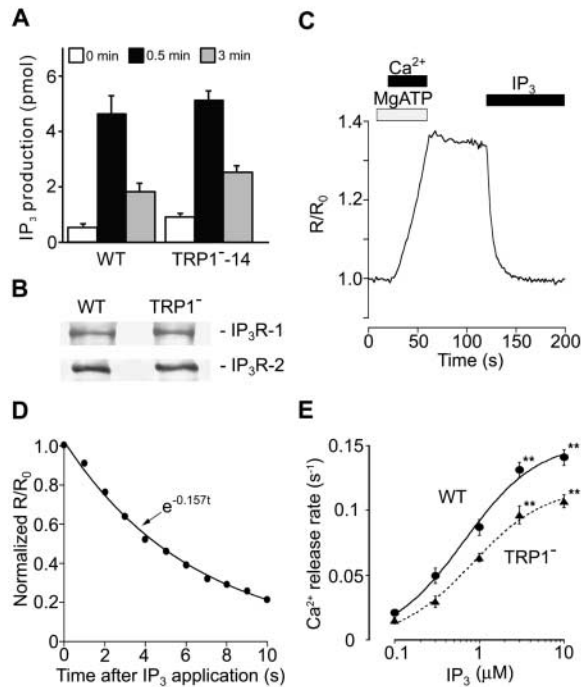 A
0 min 0.5 min 3 min
IP₃ production (pmol)
6
4
2
0
WT TRP1⁻-14
B
WT TRP1⁻
- IP₃R-1
- IP₃R-2
C
Ca²⁺
MgATP
IP₃
R/R₀
1.4
1.2
1.0
0 50 100 150 200
Time (s)
D
Normalized R/R₀
1.0
0.8
0.6
0.4
0.2
0
e⁻⁰·¹⁵⁷ᵗ
0 2 4 6 8 10
Time after IP₃ application (s)
E
Ca²⁺ release rate (s⁻¹)
0.15
0.1
0.05
0
WT
TRP1⁻
** **
** **
0.1 1 10
IP₃ (μM)